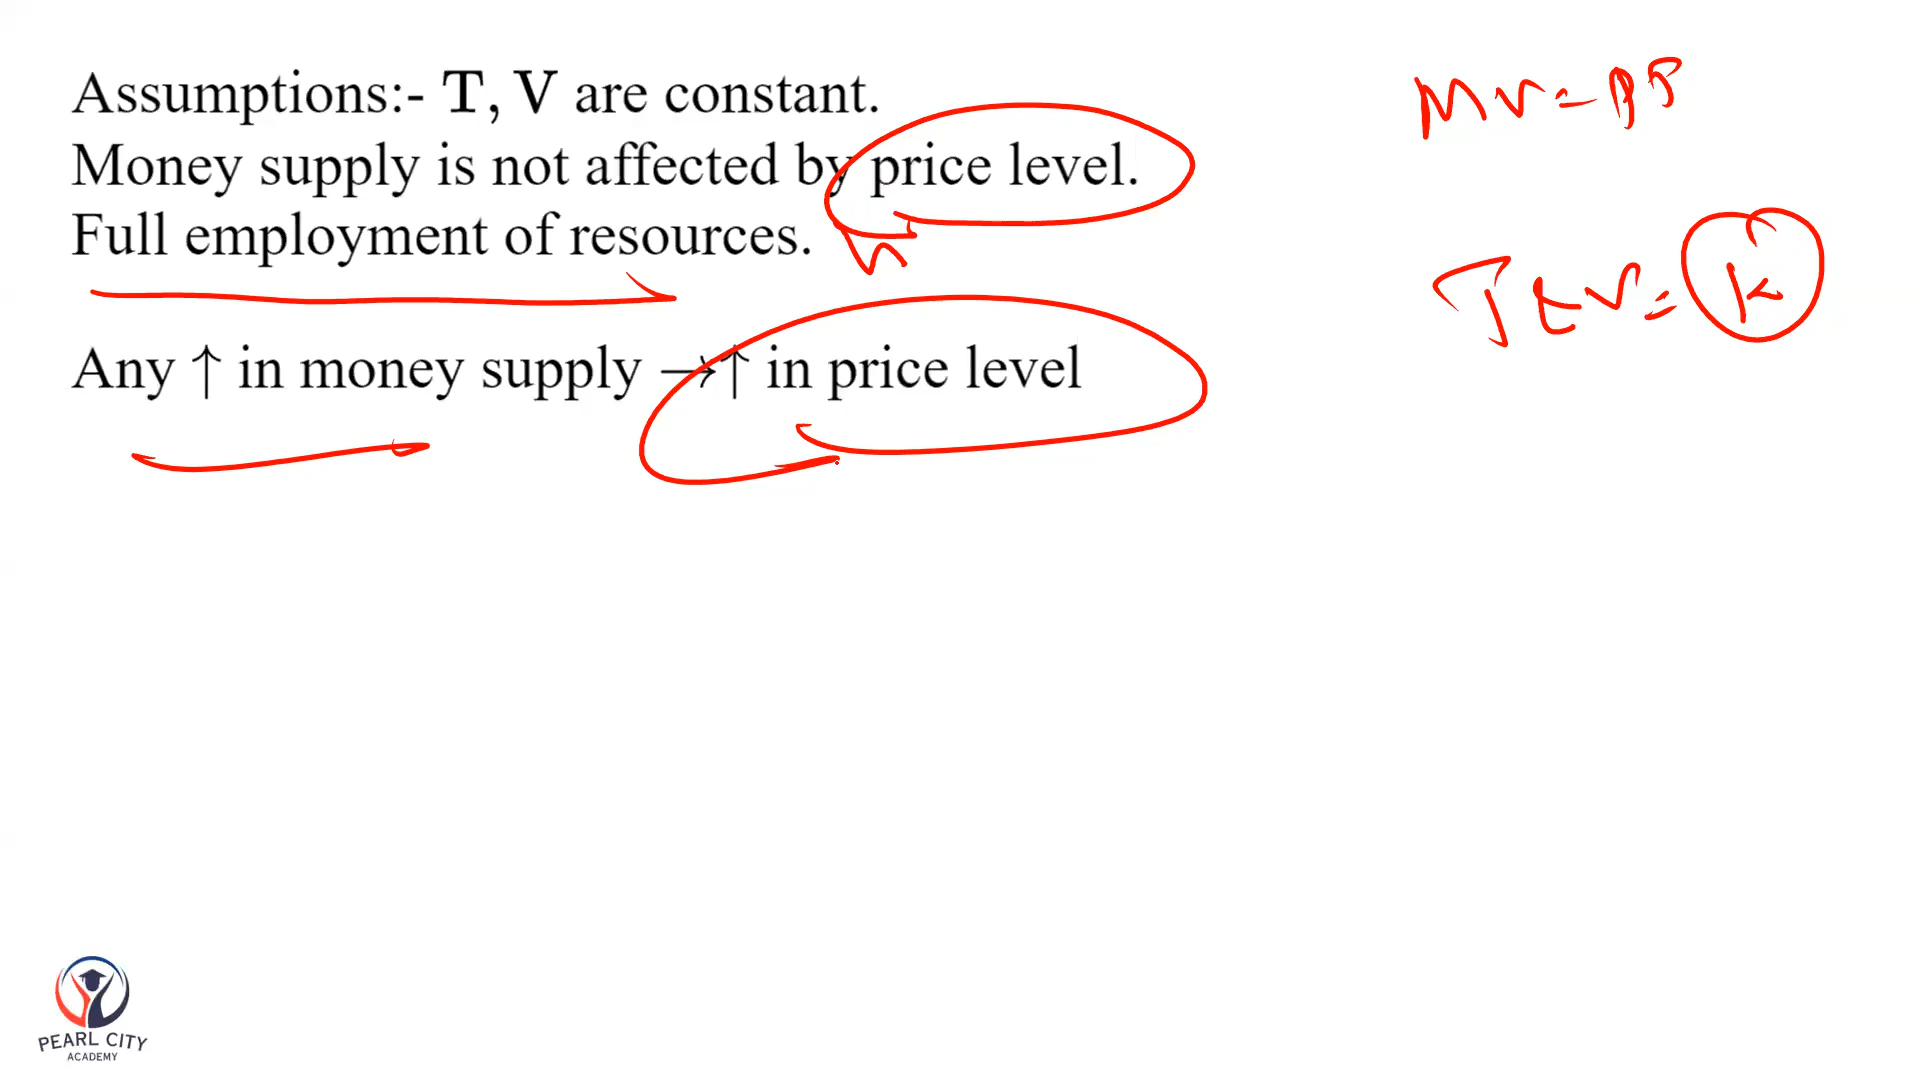 Assumptions:- T, V are constant.
Money supply is not affected by price level.
Full employment of resources.
Any ↑ in money supply →↑ in price level
MV=PT
T & V = K
PEARL CITY
ACADEMY